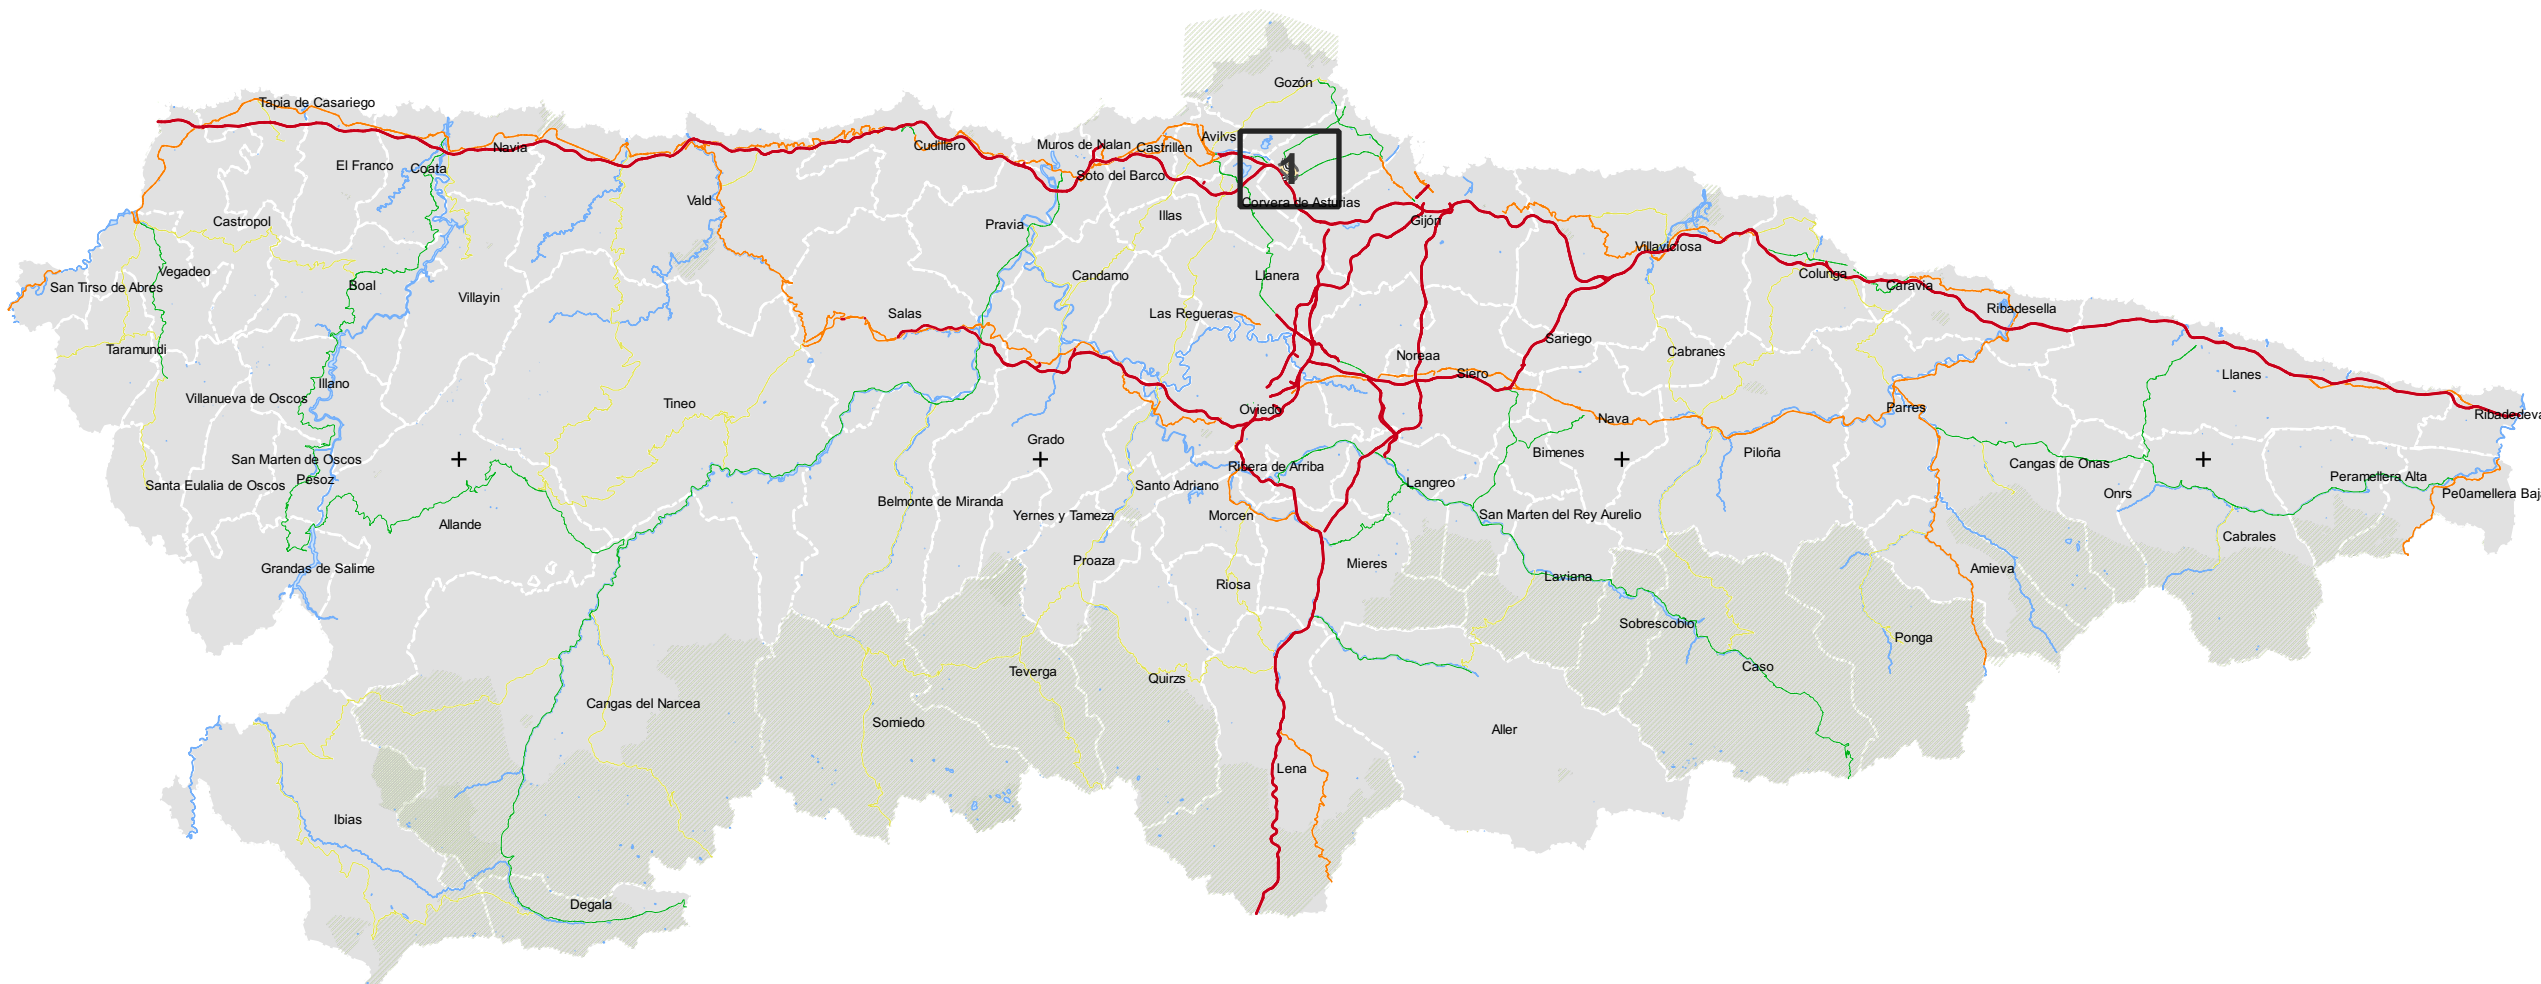 Gozón
Tapia de Casariego
Avilvs
Muros de Nalan
Castrillen
Cudillero
Navia
El Franco
Coata
1
Soto del Barco
Vald
Corvera de Asturias
Illas
Gijón
Castropol
Pravia
Villaviciosa
Vegadeo
Candamo
Llanera
Colunga
San Tirso de Abres
Boal
Caravia
Villayin
Salas
Las Regueras
Ribadesella
Sariego
Taramundi
Noreaa
Cabranes
Siero
Llanes
Illano
Villanueva de Oscos
Tineo
Oviedo
Parres
Ribadedeva
Nava
Grado
Bimenes
Piloña
San Marten de Oscos
Ribera de Arriba
Cangas de Onas
Pesoz
Santa Eulalia de Oscos
Santo Adriano
Langreo
Peramellera Alta
Onrs
Pe0amellera Baj
Belmonte de Miranda
Yernes y Tameza
Morcen
San Marten del Rey Aurelio
Allande
Cabrales
Proaza
Mieres
Grandas de Salime
Amieva
Laviana
Riosa
Sobrescobio
Ponga
Caso
Teverga
Quirzs
Cangas del Narcea
Somiedo
Aller
Lena
Ibias
Degala